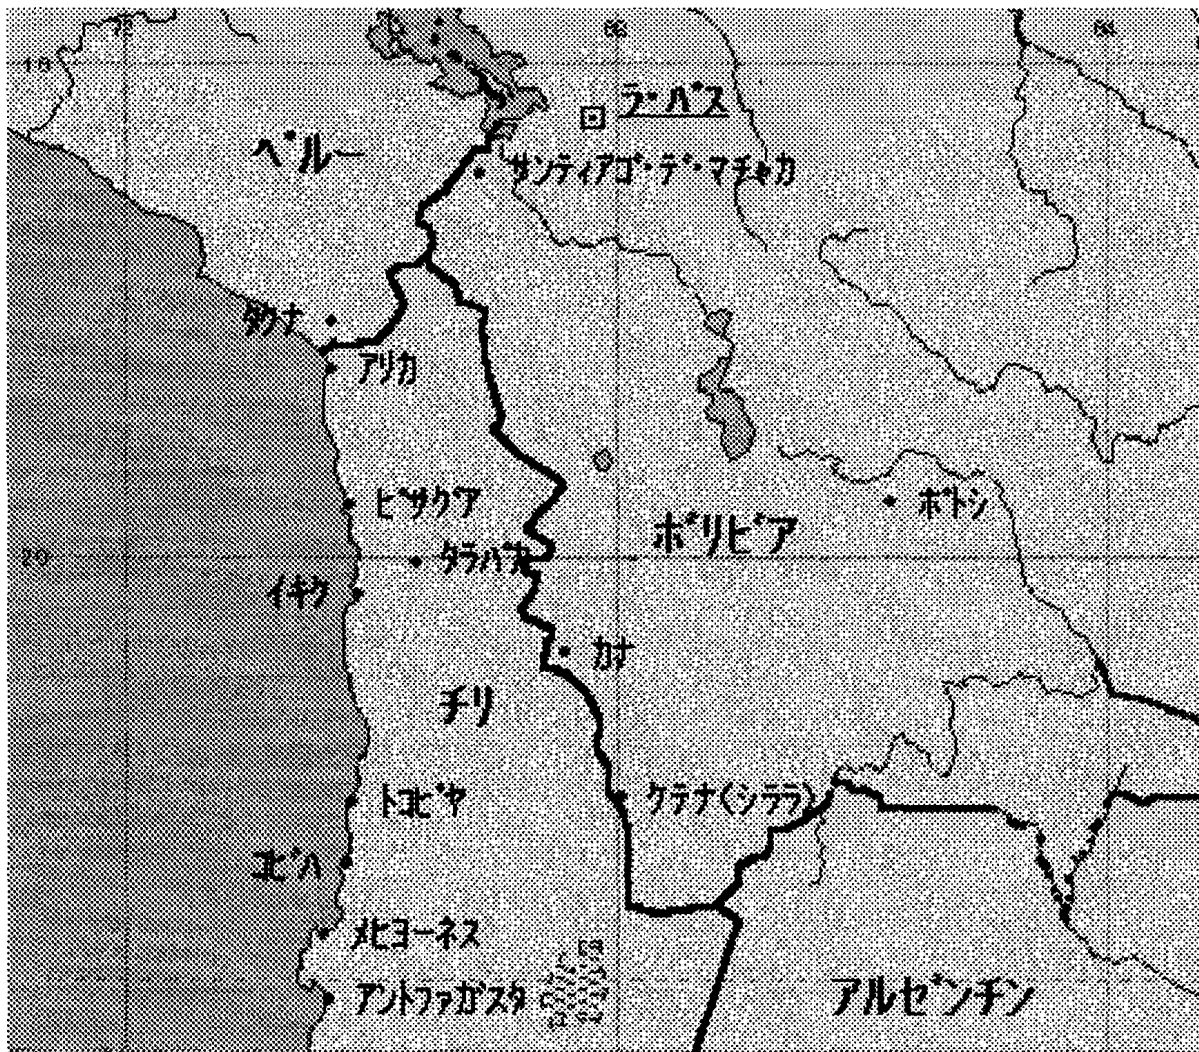 ラ・パス
ペルー
サンティアゴ・デ・マチャカ
タクナ
アリカ
ピサグア
ボリビア
ポトシ
20
タラパカ
イキケ
カナ
チリ
トコピヤ
ケテナ(シララ)
コビハ
メヒヨーネス
アントファガスタ
アルゼンチン